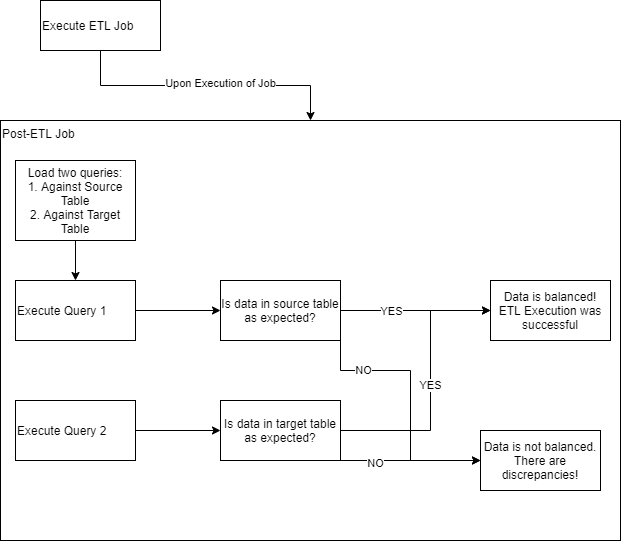 Execute ETL Job
Upon Execution of Job
Post-ETL Job
Load two queries:
1. Against Source
Table
2. Against Target
Table
Execute Query 1
Is data in source table
as expected?
YES
Data is balanced!
ETL Execution was
successful
NO
YES
Execute Query 2
Is data in target table
as expected?
NO
Data is not balanced.
There are
discrepancies!